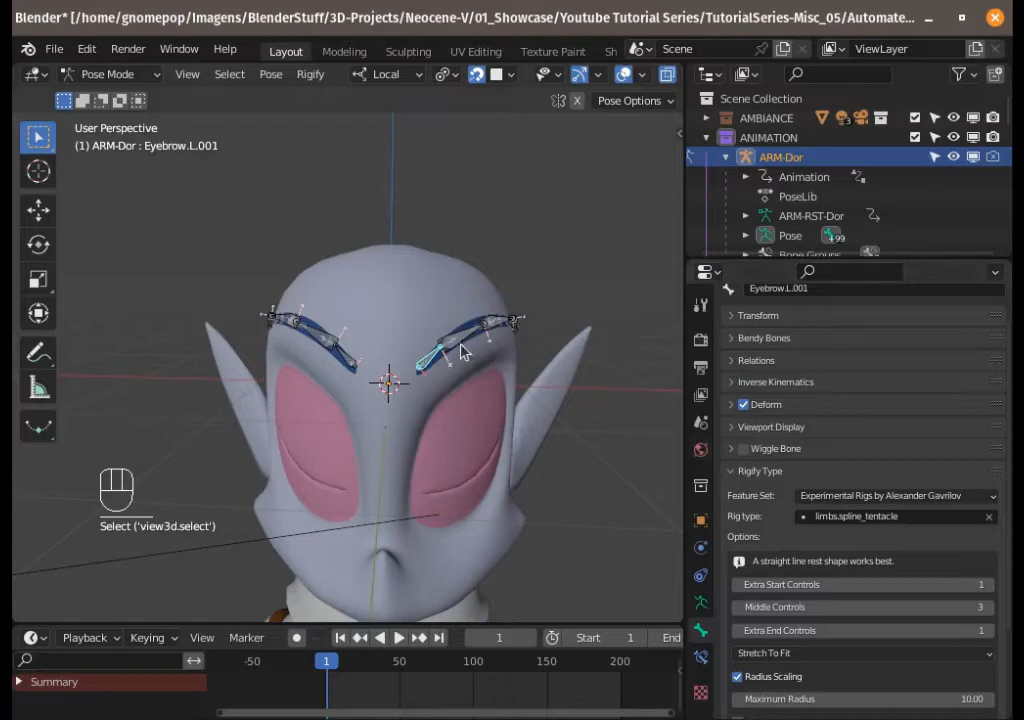 Blender* [/home/gnomepop/Imagens/BlenderStuff/3D-Projects/Neocene-V/01_Showcase/Youtube Tutorial Series/TutorialSeries-Misc_05/Automate...
File Edit Render Window Help Layout Modeling Sculpting UV Editing Texture Paint Sh Scene ViewLayer
Pose Mode View Select Pose Rigify Local
X Pose Options
User Perspective
(1) ARM-Dor : Eyebrow.L.001
Scene Collection
AMBIANCE 3
ANIMATION
ARM-Dor
Animation
PoseLib
ARM-RST-Dor
Pose +99
Bone Groups
Eyebrow.L.001
Transform
Bendy Bones
Relations
Inverse Kinematics
Deform
Viewport Display
Wiggle Bone
Rigify Type
Feature Set: Experimental Rigs by Alexander Gavrilov
Rig type: limbs.spline_tentacle
Options:
A straight line rest shape works best.
Extra Start Controls 1
Middle Controls 3
Extra End Controls 1
Stretch To Fit
Radius Scaling
Maximum Radius 10.00
Select ('view3d.select')
Playback Keying View Marker 1 Start 1 End
-50 1 50 100 150 200
Summary